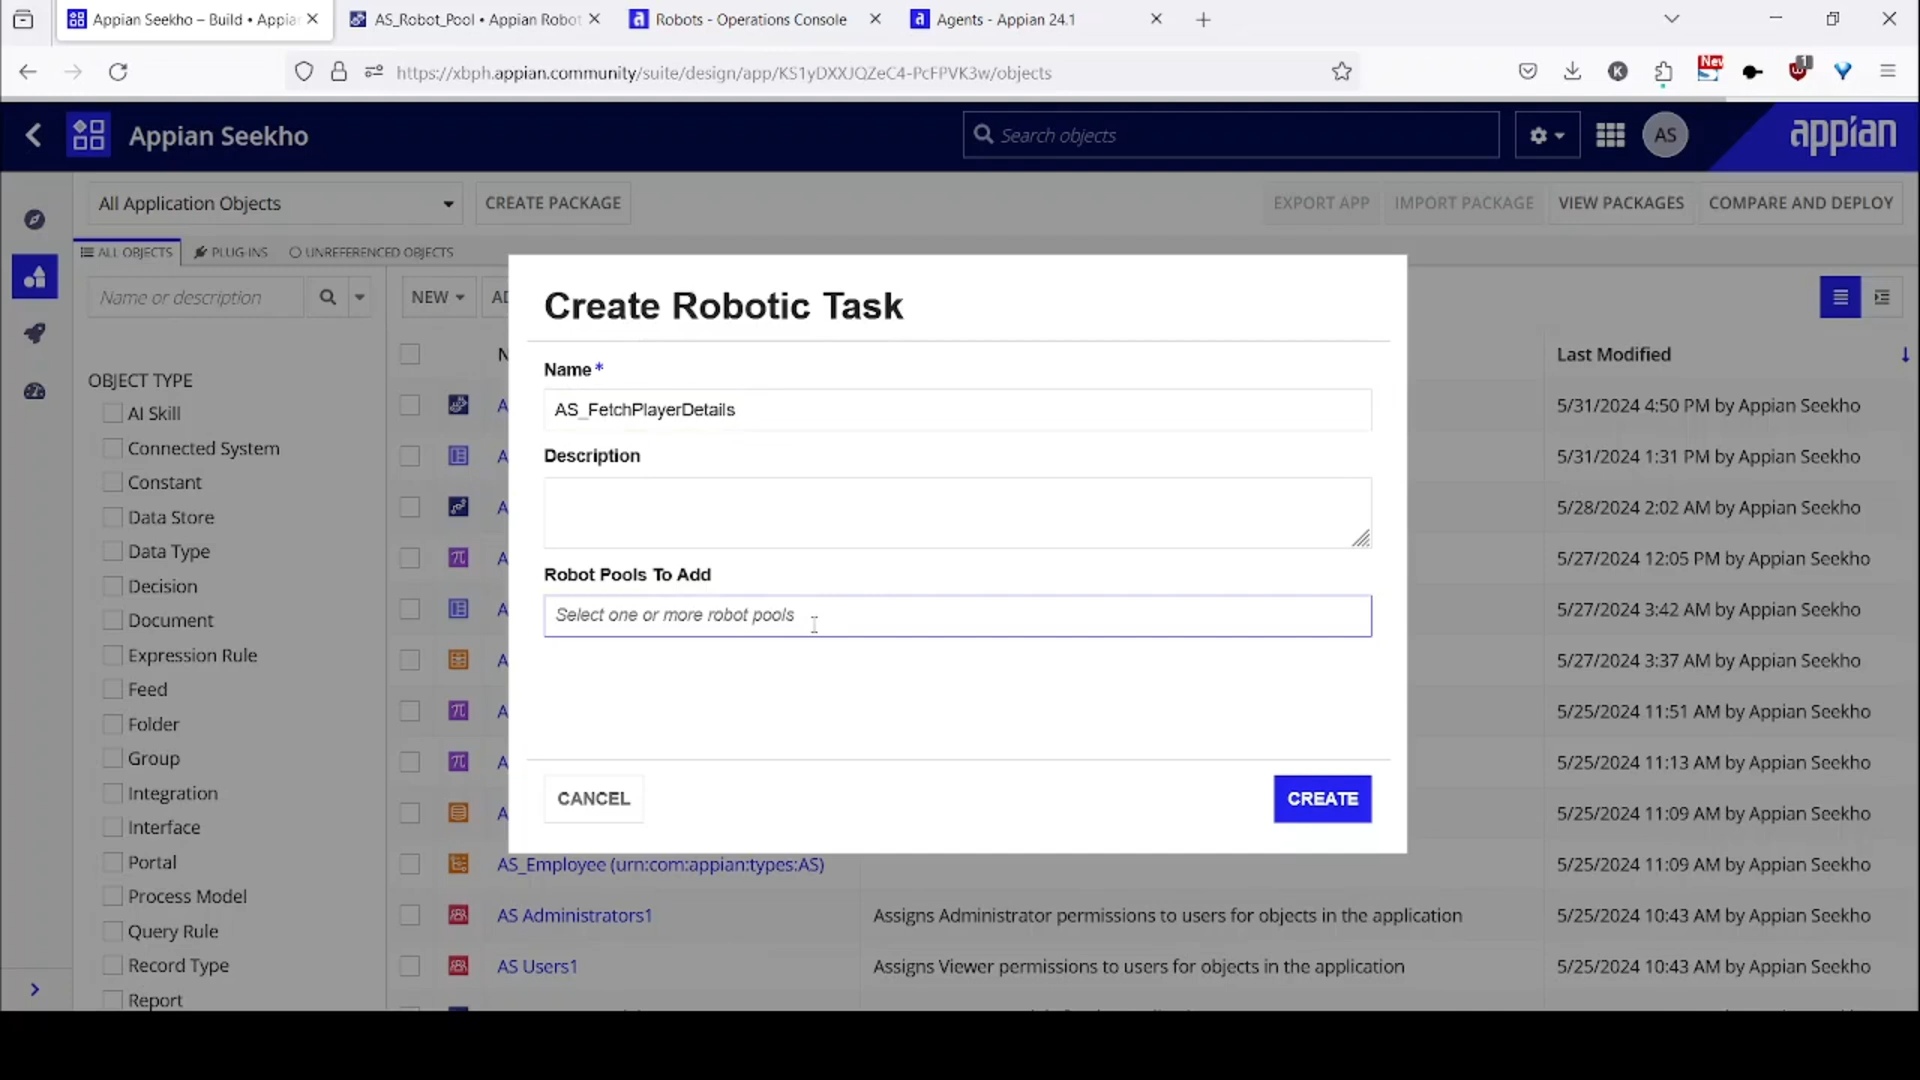 Appian Seekho – Build • Appia
AS_Robot_Pool • Appian Robot
Robots - Operations Console
Agents - Appian 24.1
https://xbph.appian.community/suite/design/app/KS1yDXXJQZeC4-PcFPVK3w/objects
K
New
1
Appian Seekho
Search objects
AS
appian
All Application Objects
CREATE PACKAGE
EXPORT APP
IMPORT PACKAGE
VIEW PACKAGES
COMPARE AND DEPLOY
ALL OBJECTS
PLUG-INS
UNREFERENCED OBJECTS
Name or description
NEW
AD
OBJECT TYPE
AI Skill
Connected System
Constant
Data Store
Data Type
Decision
Document
Expression Rule
Feed
Folder
Group
Integration
Interface
Portal
Process Model
Query Rule
Record Type
Report
Create Robotic Task
Name *
AS_FetchPlayerDetails
Description
Robot Pools To Add
Select one or more robot pools
CANCEL
CREATE
N
Last Modified
A
5/31/2024 4:50 PM by Appian Seekho
A
5/31/2024 1:31 PM by Appian Seekho
A
5/28/2024 2:02 AM by Appian Seekho
A
5/27/2024 12:05 PM by Appian Seekho
A
5/27/2024 3:42 AM by Appian Seekho
A
5/27/2024 3:37 AM by Appian Seekho
A
5/25/2024 11:51 AM by Appian Seekho
A
5/25/2024 11:13 AM by Appian Seekho
A
5/25/2024 11:09 AM by Appian Seekho
AS_Employee (urn:com:appian:types:AS)
5/25/2024 11:09 AM by Appian Seekho
AS Administrators1
Assigns Administrator permissions to users for objects in the application
5/25/2024 10:43 AM by Appian Seekho
AS Users1
Assigns Viewer permissions to users for objects in the application
5/25/2024 10:43 AM by Appian Seekho